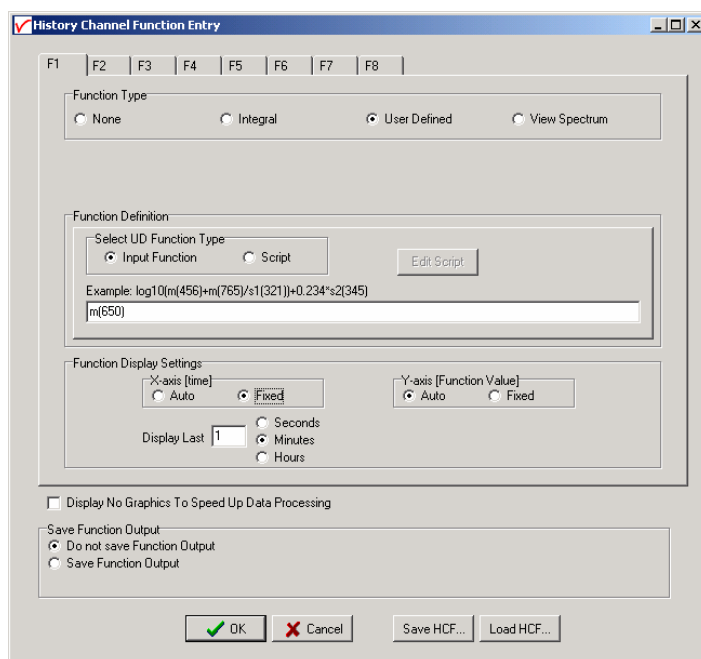 History Channel Function Entry
F1 F2 F3 F4 F5 F6 F7 F8
Function Type
None Integral User Defined View Spectrum
Function Definition
Select UD Function Type
Input Function Script Edit Script
Example: log10(m(456)+m(765)/s1(321))+0.234*s2(345)
m(650)
Function Display Settings
X-axis [time] Y-axis [Function Value]
Auto Fixed Auto Fixed
Seconds
Display Last 1 Minutes
Hours
Display No Graphics To Speed Up Data Processing
Save Function Output
Do not save Function Output
Save Function Output
OK Cancel Save HCF... Load HCF...